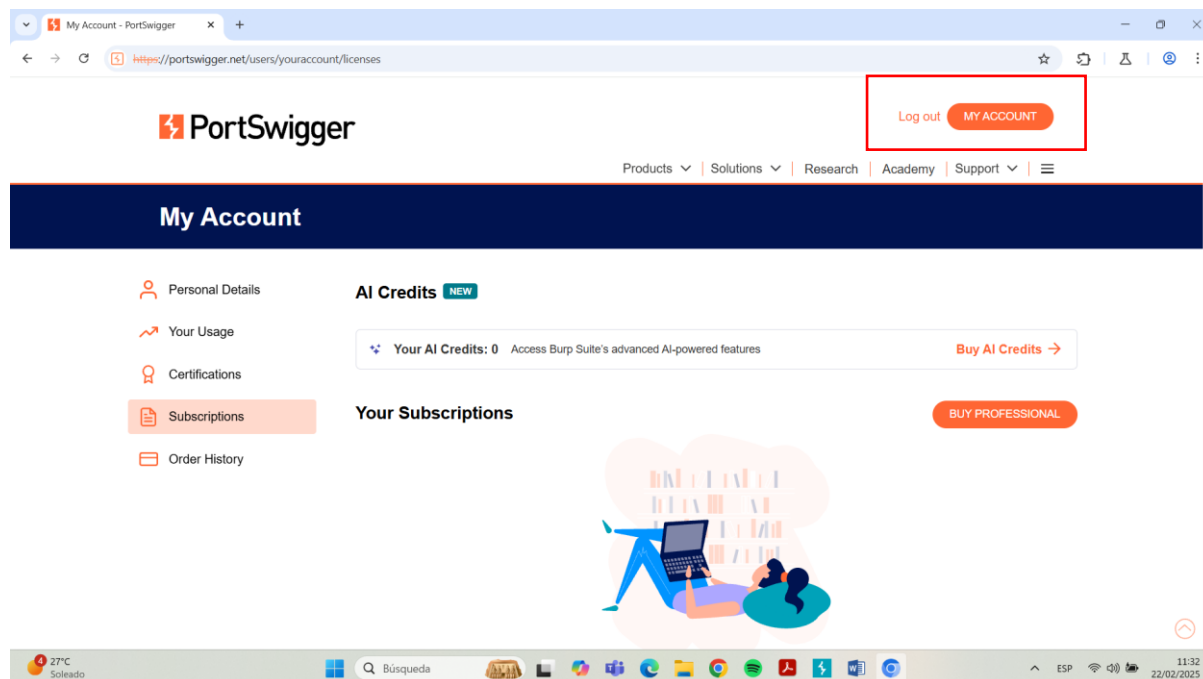 My Account - PortSwigger
https://portswigger.net/users/youraccount/licenses
PortSwigger
Log out MY ACCOUNT
Products Solutions Research Academy Support
My Account
Personal Details
Your Usage
Certifications
Subscriptions
Order History
AI Credits NEW
Your AI Credits: 0 Access Burp Suite's advanced AI-powered features Buy AI Credits
Your Subscriptions BUY PROFESSIONAL
4
27°C
Soleado
Búsqueda
ESP
11:32
22/02/2025